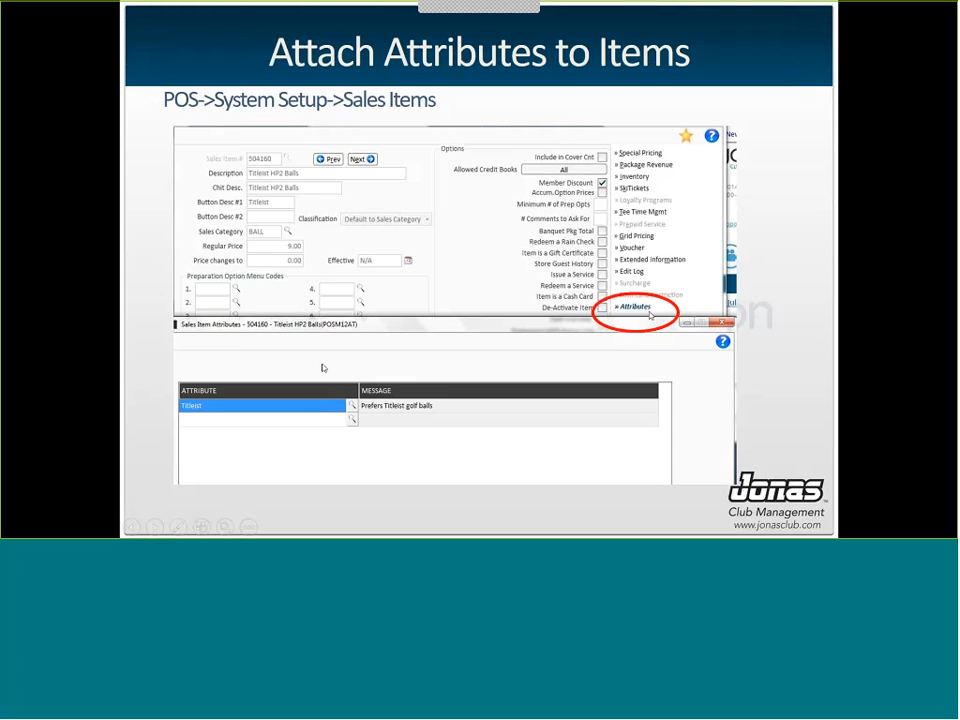 Attach Attributes to Items
POS->System Setup->Sales Items
Sales Item # 504160 Prev Next
Description Titleist HP2 Balls
Chit Desc. Titleist HP2 Balls
Button Desc #1 Titleist
Button Desc #2
Classification Default to Sales Category
Sales Category BALL
Regular Price 9.00
Price changes to 0.00 Effective N/A
Preparation Option Menu Codes
1. 4.
2. 5.
Options
Include in Cover Cnt
Allowed Credit Books All
Member Discount
Accum.Option Prices
Minimum # of Prep Opts
# Comments to Ask For
Banquet Pkg Total
Redeem a Rain Check
Item is a Gift Certificate
Store Guest History
Issue a Service
Redeem a Service
Item is a Cash Card
De-Activate Item
» Special Pricing
» Package Revenue
» Inventory
» SkiTickets
» Loyalty Programs
» Tee Time Mgmt
» Prepaid Service
» Grid Pricing
» Voucher
» Extended Information
» Edit Log
» Surcharge
» Attributes
Sales Item Attributes - 504160 - Titleist HP2 Balls(POSM12AT)
ATTRIBUTE MESSAGE
Titleist Prefers Titleist golf balls
Jonas
Club Management
www.jonasclub.com